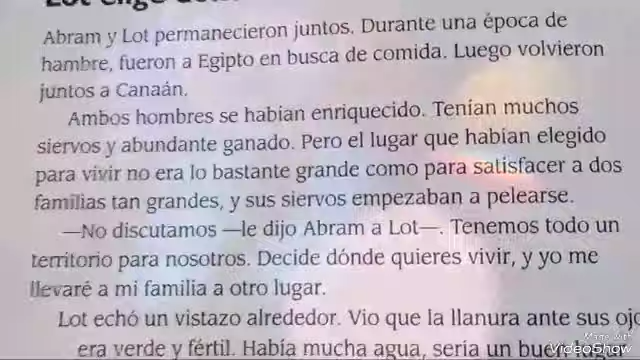 Abram y Lot permanecieron juntos. Durante una época de
hambre, fueron a Egipto en busca de comida. Luego volvieron
juntos a Canaán.
Ambos hombres se habían enriquecido. Tenían muchos
siervos y abundante ganado. Pero el lugar que habían elegido
para vivir no era lo bastante grande como para satisfacer a dos
familias tan grandes, y sus siervos empezaban a pelearse.
—No discutamos —le dijo Abram a Lot—. Tenemos todo un
territorio para nosotros. Decide dónde quieres vivir, y yo me
llevaré a mi familia a otro lugar.
Lot echó un vistazo alrededor. Vio que la llanura ante sus ojo
era verde y fértil. Había mucha agua, sería un buen
Made With
VideoShow